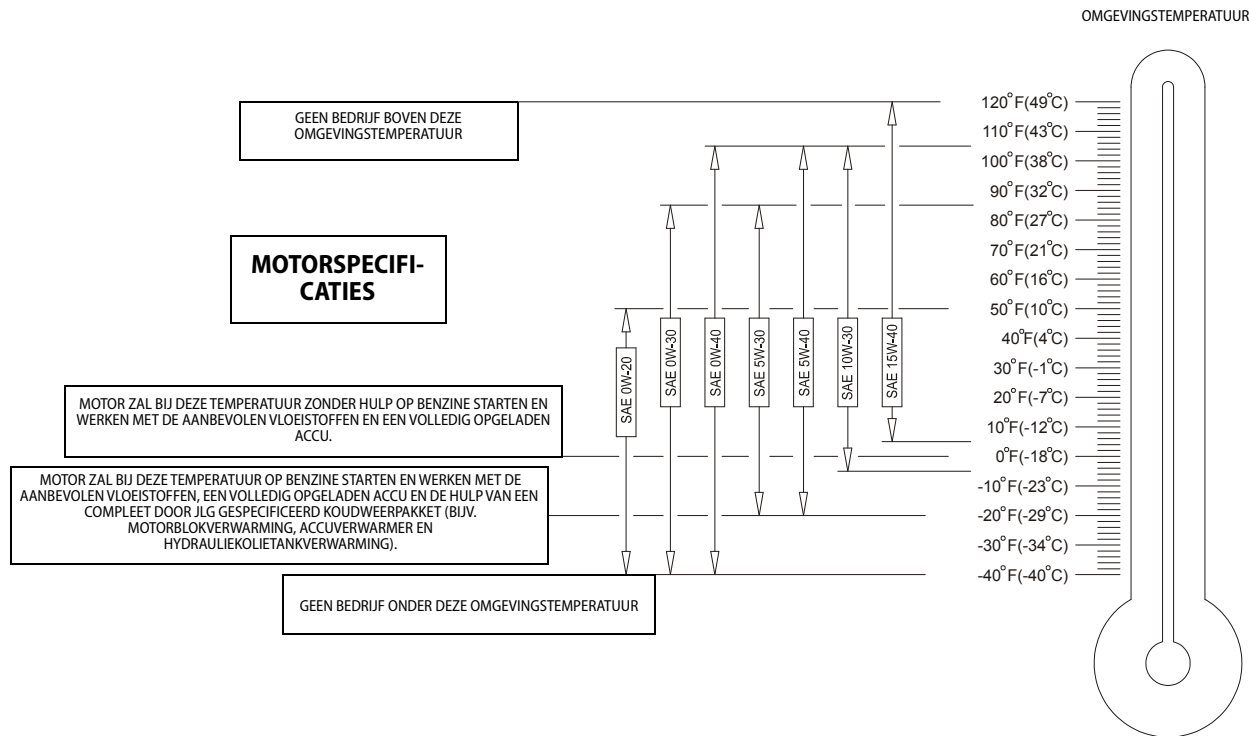 OMGEVINGSTEMPERATUUR
GEEN BEDRIJF BOVEN DEZE
OMGEVINGSTEMPERATUUR
MOTORSPECIFI-
CATIES
MOTOR ZAL BIJ DEZE TEMPERATUUR ZONDER HULP OP BENZINE STARTEN EN
WERKEN MET DE AANBEVOLEN VLOEISTOFFEN EN EEN VOLLEDIG OPGELADEN
ACCU.
MOTOR ZAL BIJ DEZE TEMPERATUUR OP BENZINE STARTEN EN WERKEN MET DE
AANBEVOLEN VLOEISTOFFEN, EEN VOLLEDIG OPGELADEN ACCU EN DE HULP VAN EEN
COMPLEET DOOR JLG GESPECIFICEERD KOUDWEERPAKKET (BIJV.
MOTORBLOKVERWARMING, ACCUVERWARMER EN
HYDRAULIEKOLIETANKVERWARMING).
GEEN BEDRIJF ONDER DEZE OMGEVINGSTEMPERATUUR
SAE 0W-20
SAE 0W-30
SAE 0W-40
SAE 5W-30
SAE 5W-40
SAE 10W-30
SAE 15W-40
120°F(49°C)
110°F(43°C)
100°F(38°C)
90°F(32°C)
80°F(27°C)
70°F(21°C)
60°F(16°C)
50°F(10°C)
40°F(4°C)
30°F(-1°C)
20°F(-7°C)
10°F(-12°C)
0°F(-18°C)
-10°F(-23°C)
-20°F(-29°C)
-30°F(-34°C)
-40°F(-40°C)